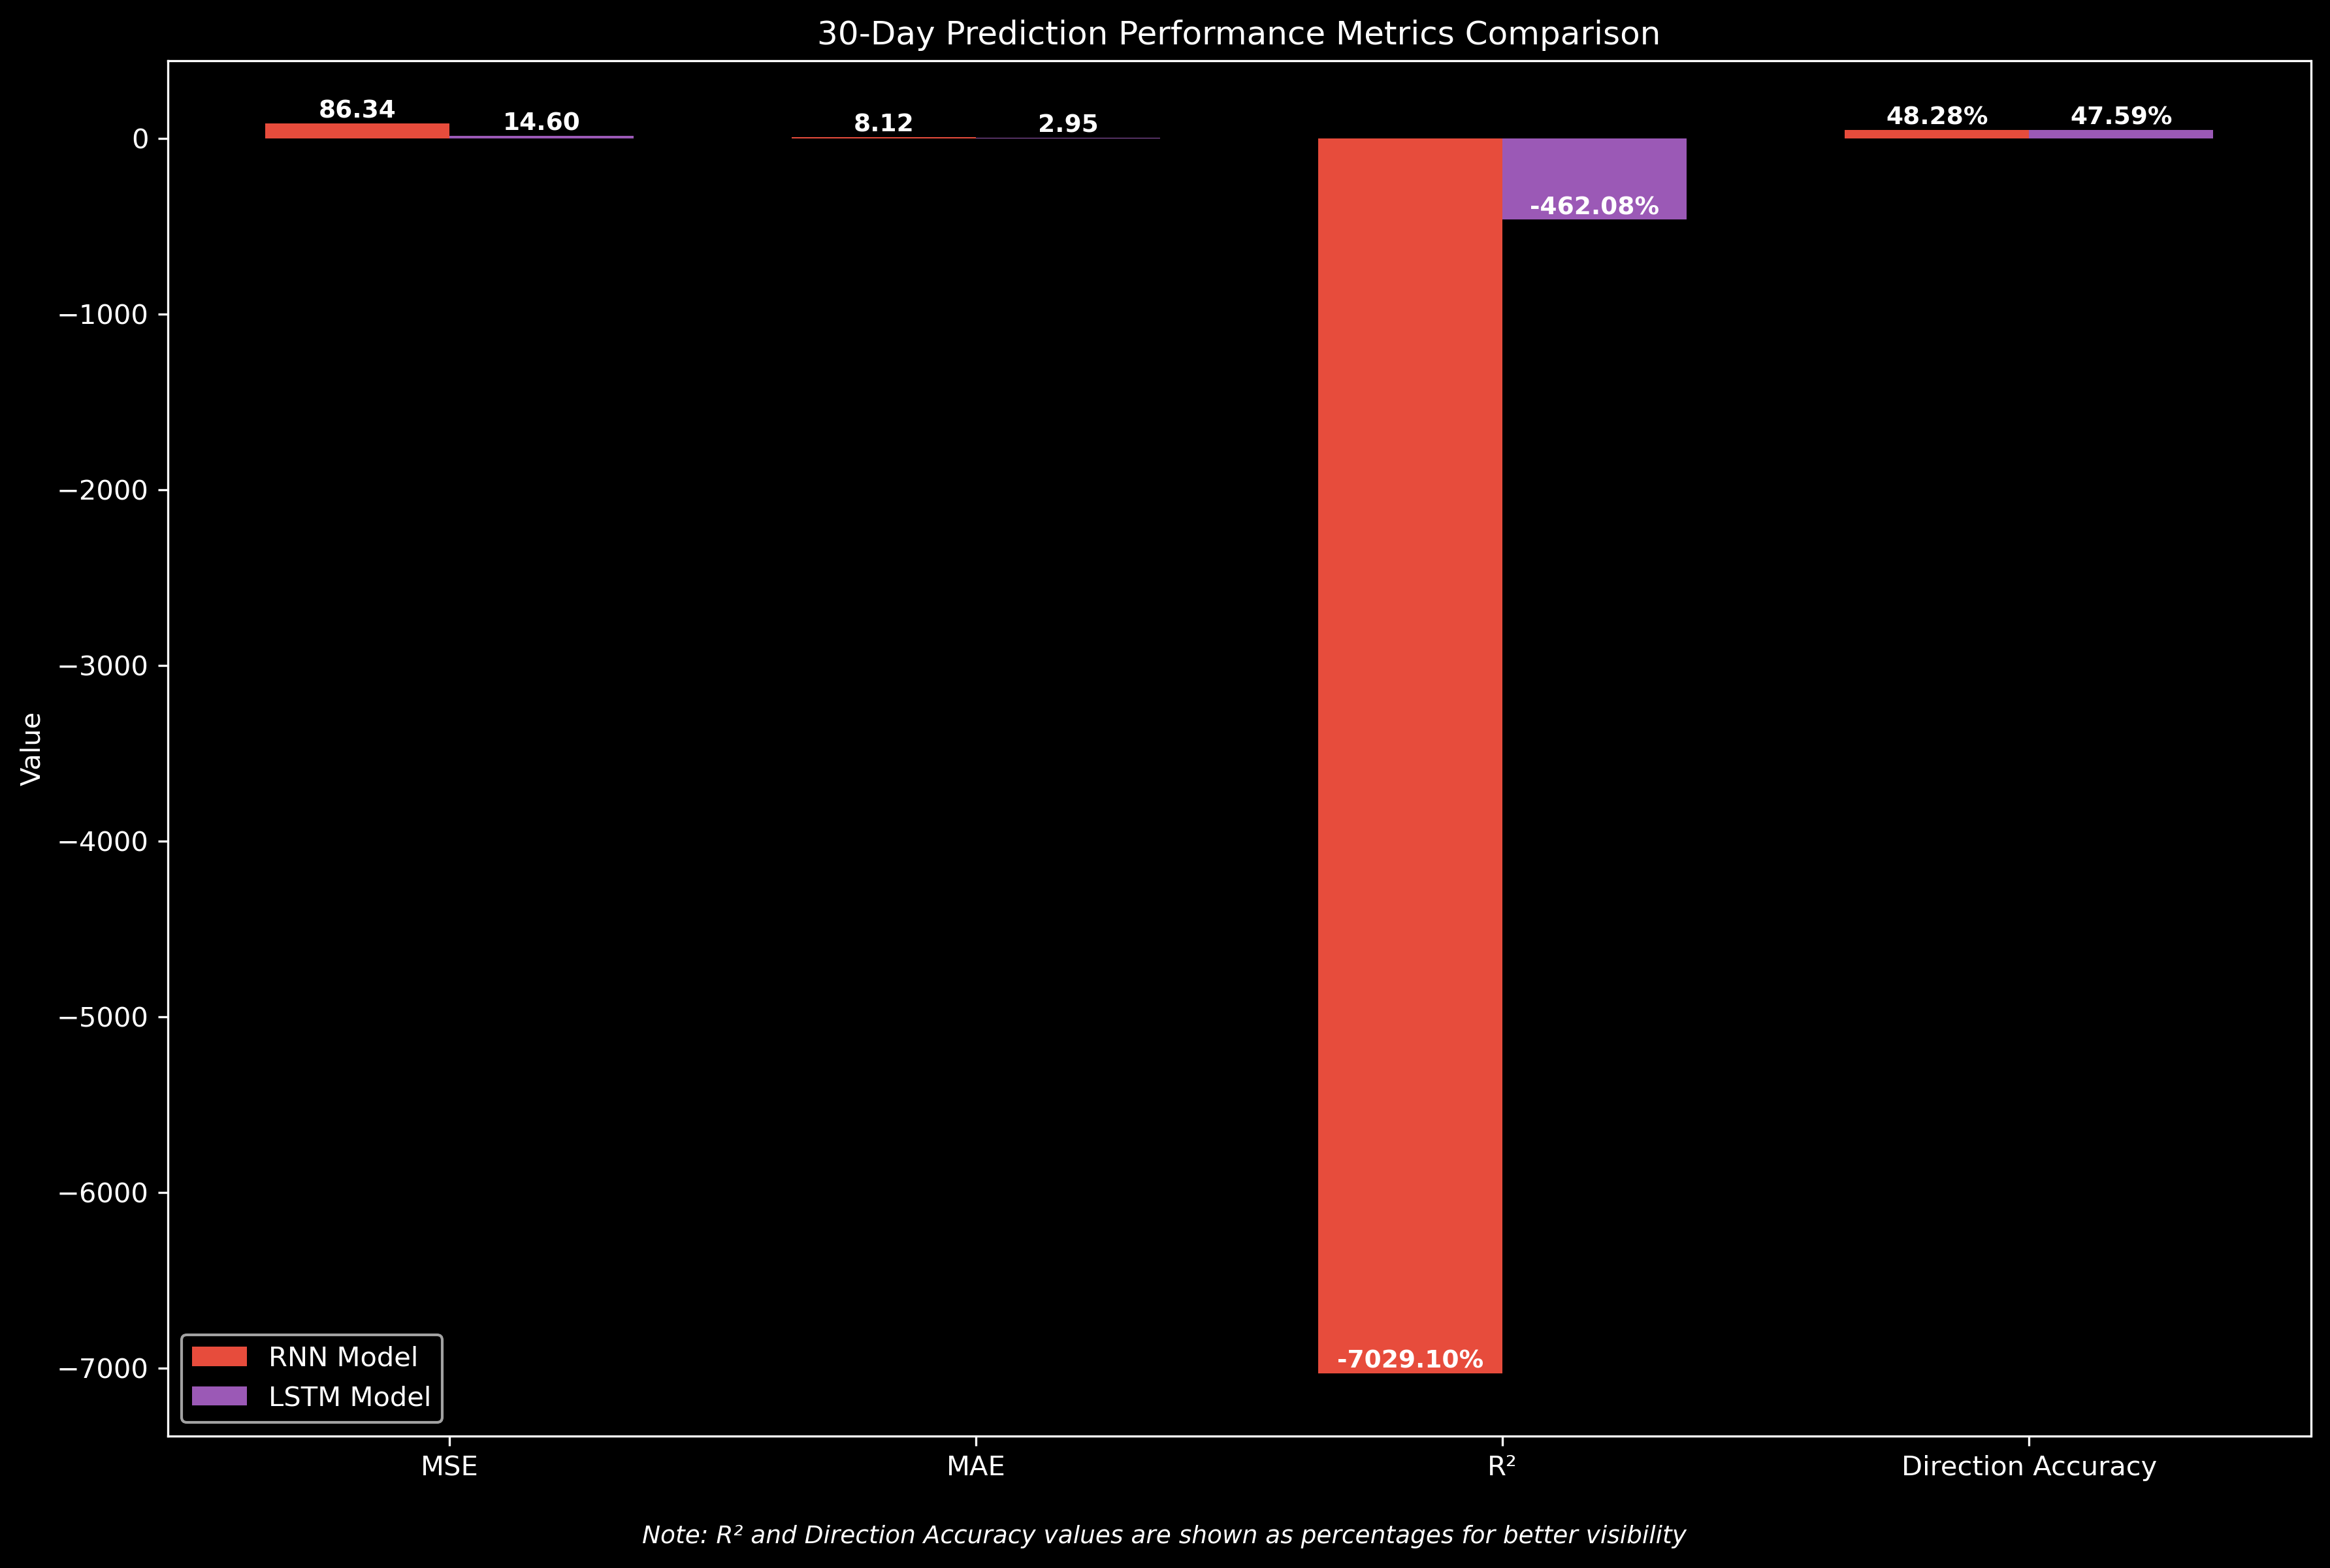 30-Day Prediction Performance Metrics Comparison
86.34
14.60
8.12
2.95
-7029.10%
-462.08%
48.28%
47.59%
Value
0
−1000
−2000
−3000
−4000
−5000
−6000
−7000
RNN Model
LSTM Model
MSE
MAE
R²
Direction Accuracy
Note: R² and Direction Accuracy values are shown as percentages for better visibility